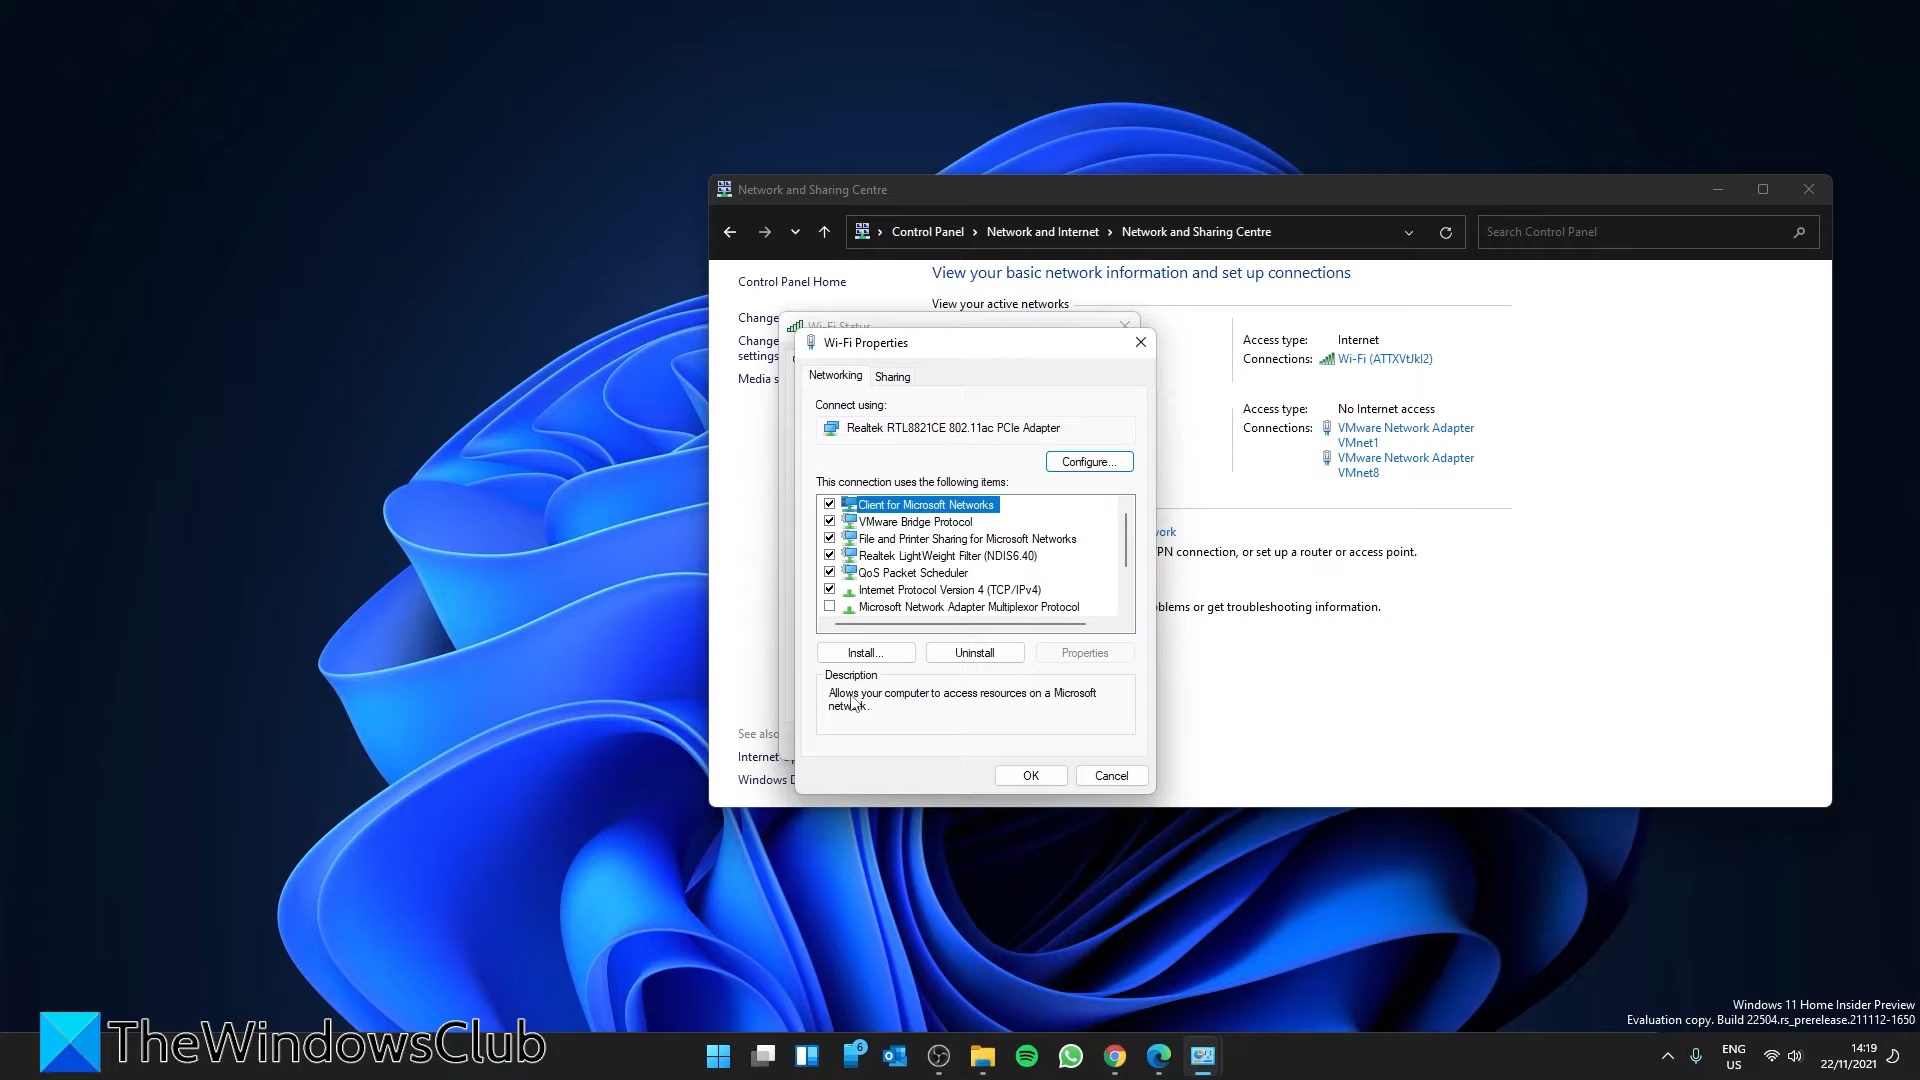 Network and Sharing Centre
Control Panel › Network and Internet › Network and Sharing Centre
Search Control Panel
Control Panel Home
View your basic network information and set up connections
View your active networks
Change
Change
settings
Media s
Wi-Fi Status
Wi-Fi Properties
Networking
Sharing
Connect using:
Realtek RTL8821CE 802.11ac PCIe Adapter
Configure...
This connection uses the following items:
Client for Microsoft Networks
VMware Bridge Protocol
File and Printer Sharing for Microsoft Networks
Realtek LightWeight Filter (NDIS6.40)
QoS Packet Scheduler
Internet Protocol Version 4 (TCP/IPv4)
Microsoft Network Adapter Multiplexor Protocol
Install...
Uninstall
Properties
Description
Allows your computer to access resources on a Microsoft
network.
OK
Cancel
Access type: Internet
Connections: Wi-Fi (ATTXVtJkI2)
Access type: No Internet access
Connections: VMware Network Adapter
VMnet1
VMware Network Adapter
VMnet8
work
PN connection, or set up a router or access point.
blems or get troubleshooting information.
See also
Internet
Windows D
Windows 11 Home Insider Preview
Evaluation copy. Build 22504.rs_prerelease.211112-1650
TheWindowsClub
6
ENG
US
14:19
22/11/2021